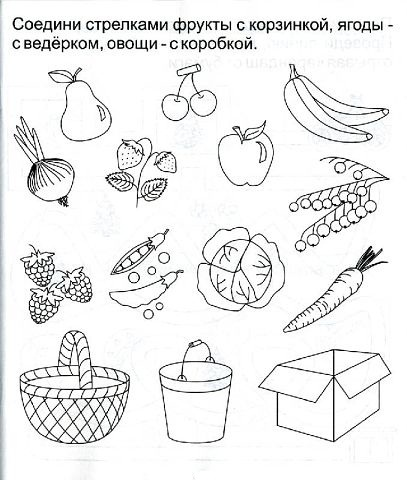 Соедини стрелками фрукты с корзинкой, ягоды -
с ведёрком, овощи - с коробкой.